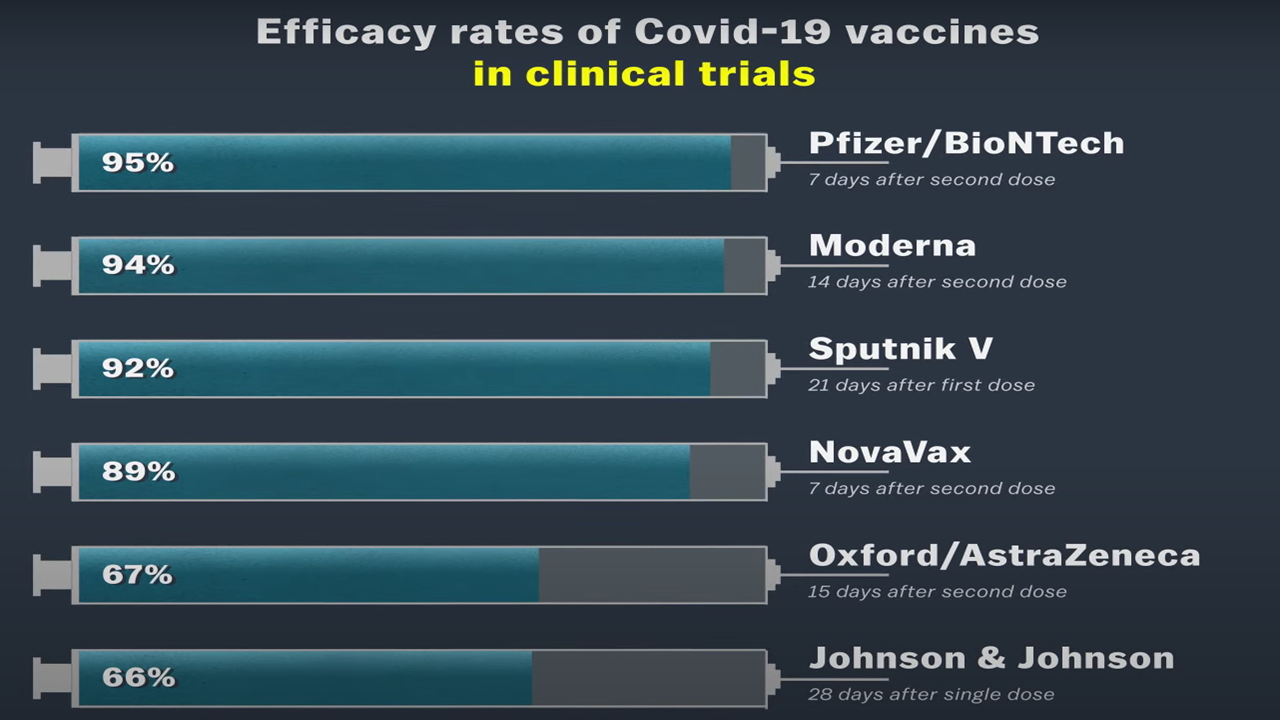 Efficacy rates of Covid-19 vaccines
in clinical trials
95%
Pfizer/BioNTech
7 days after second dose
94%
Moderna
14 days after second dose
92%
Sputnik V
21 days after first dose
89%
NovaVax
7 days after second dose
67%
Oxford/AstraZeneca
15 days after second dose
66%
Johnson & Johnson
28 days after single dose